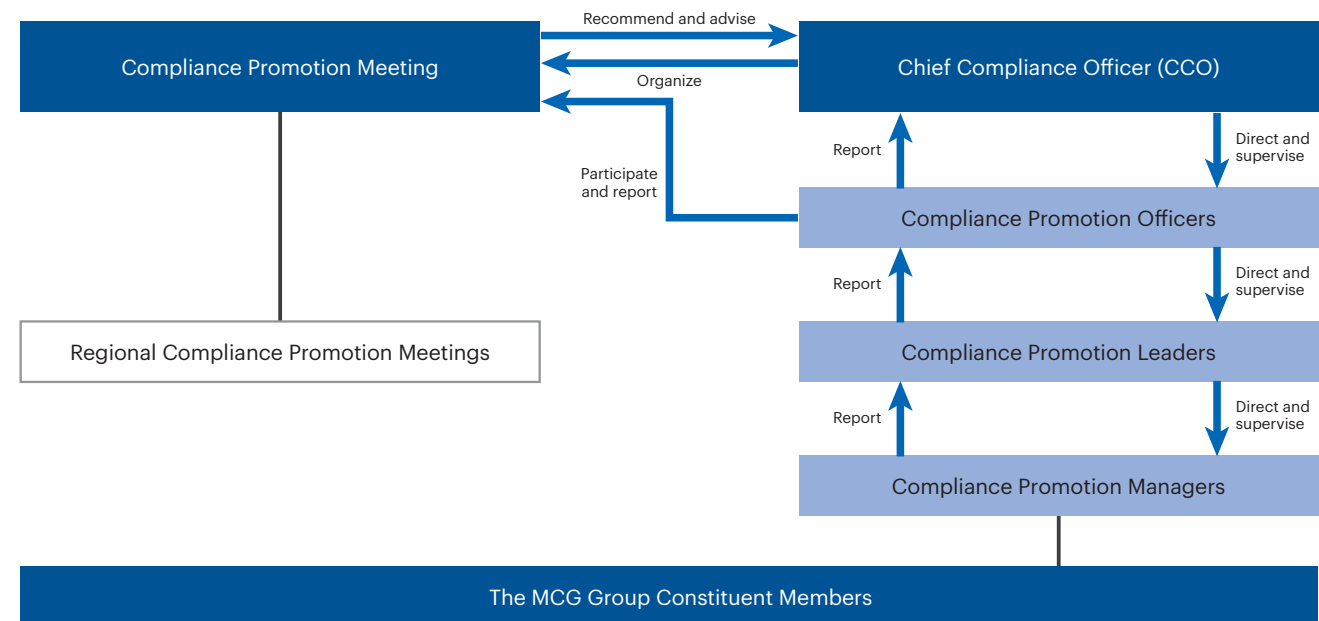 Recommend and advise
Compliance Promotion Meeting
Chief Compliance Officer (CCO)
Organize
Report
Direct and
supervise
Participate
and report
Compliance Promotion Officers
Report
Direct and
supervise
Regional Compliance Promotion Meetings
Compliance Promotion Leaders
Report
Direct and
supervise
Compliance Promotion Managers
The MCG Group Constituent Members